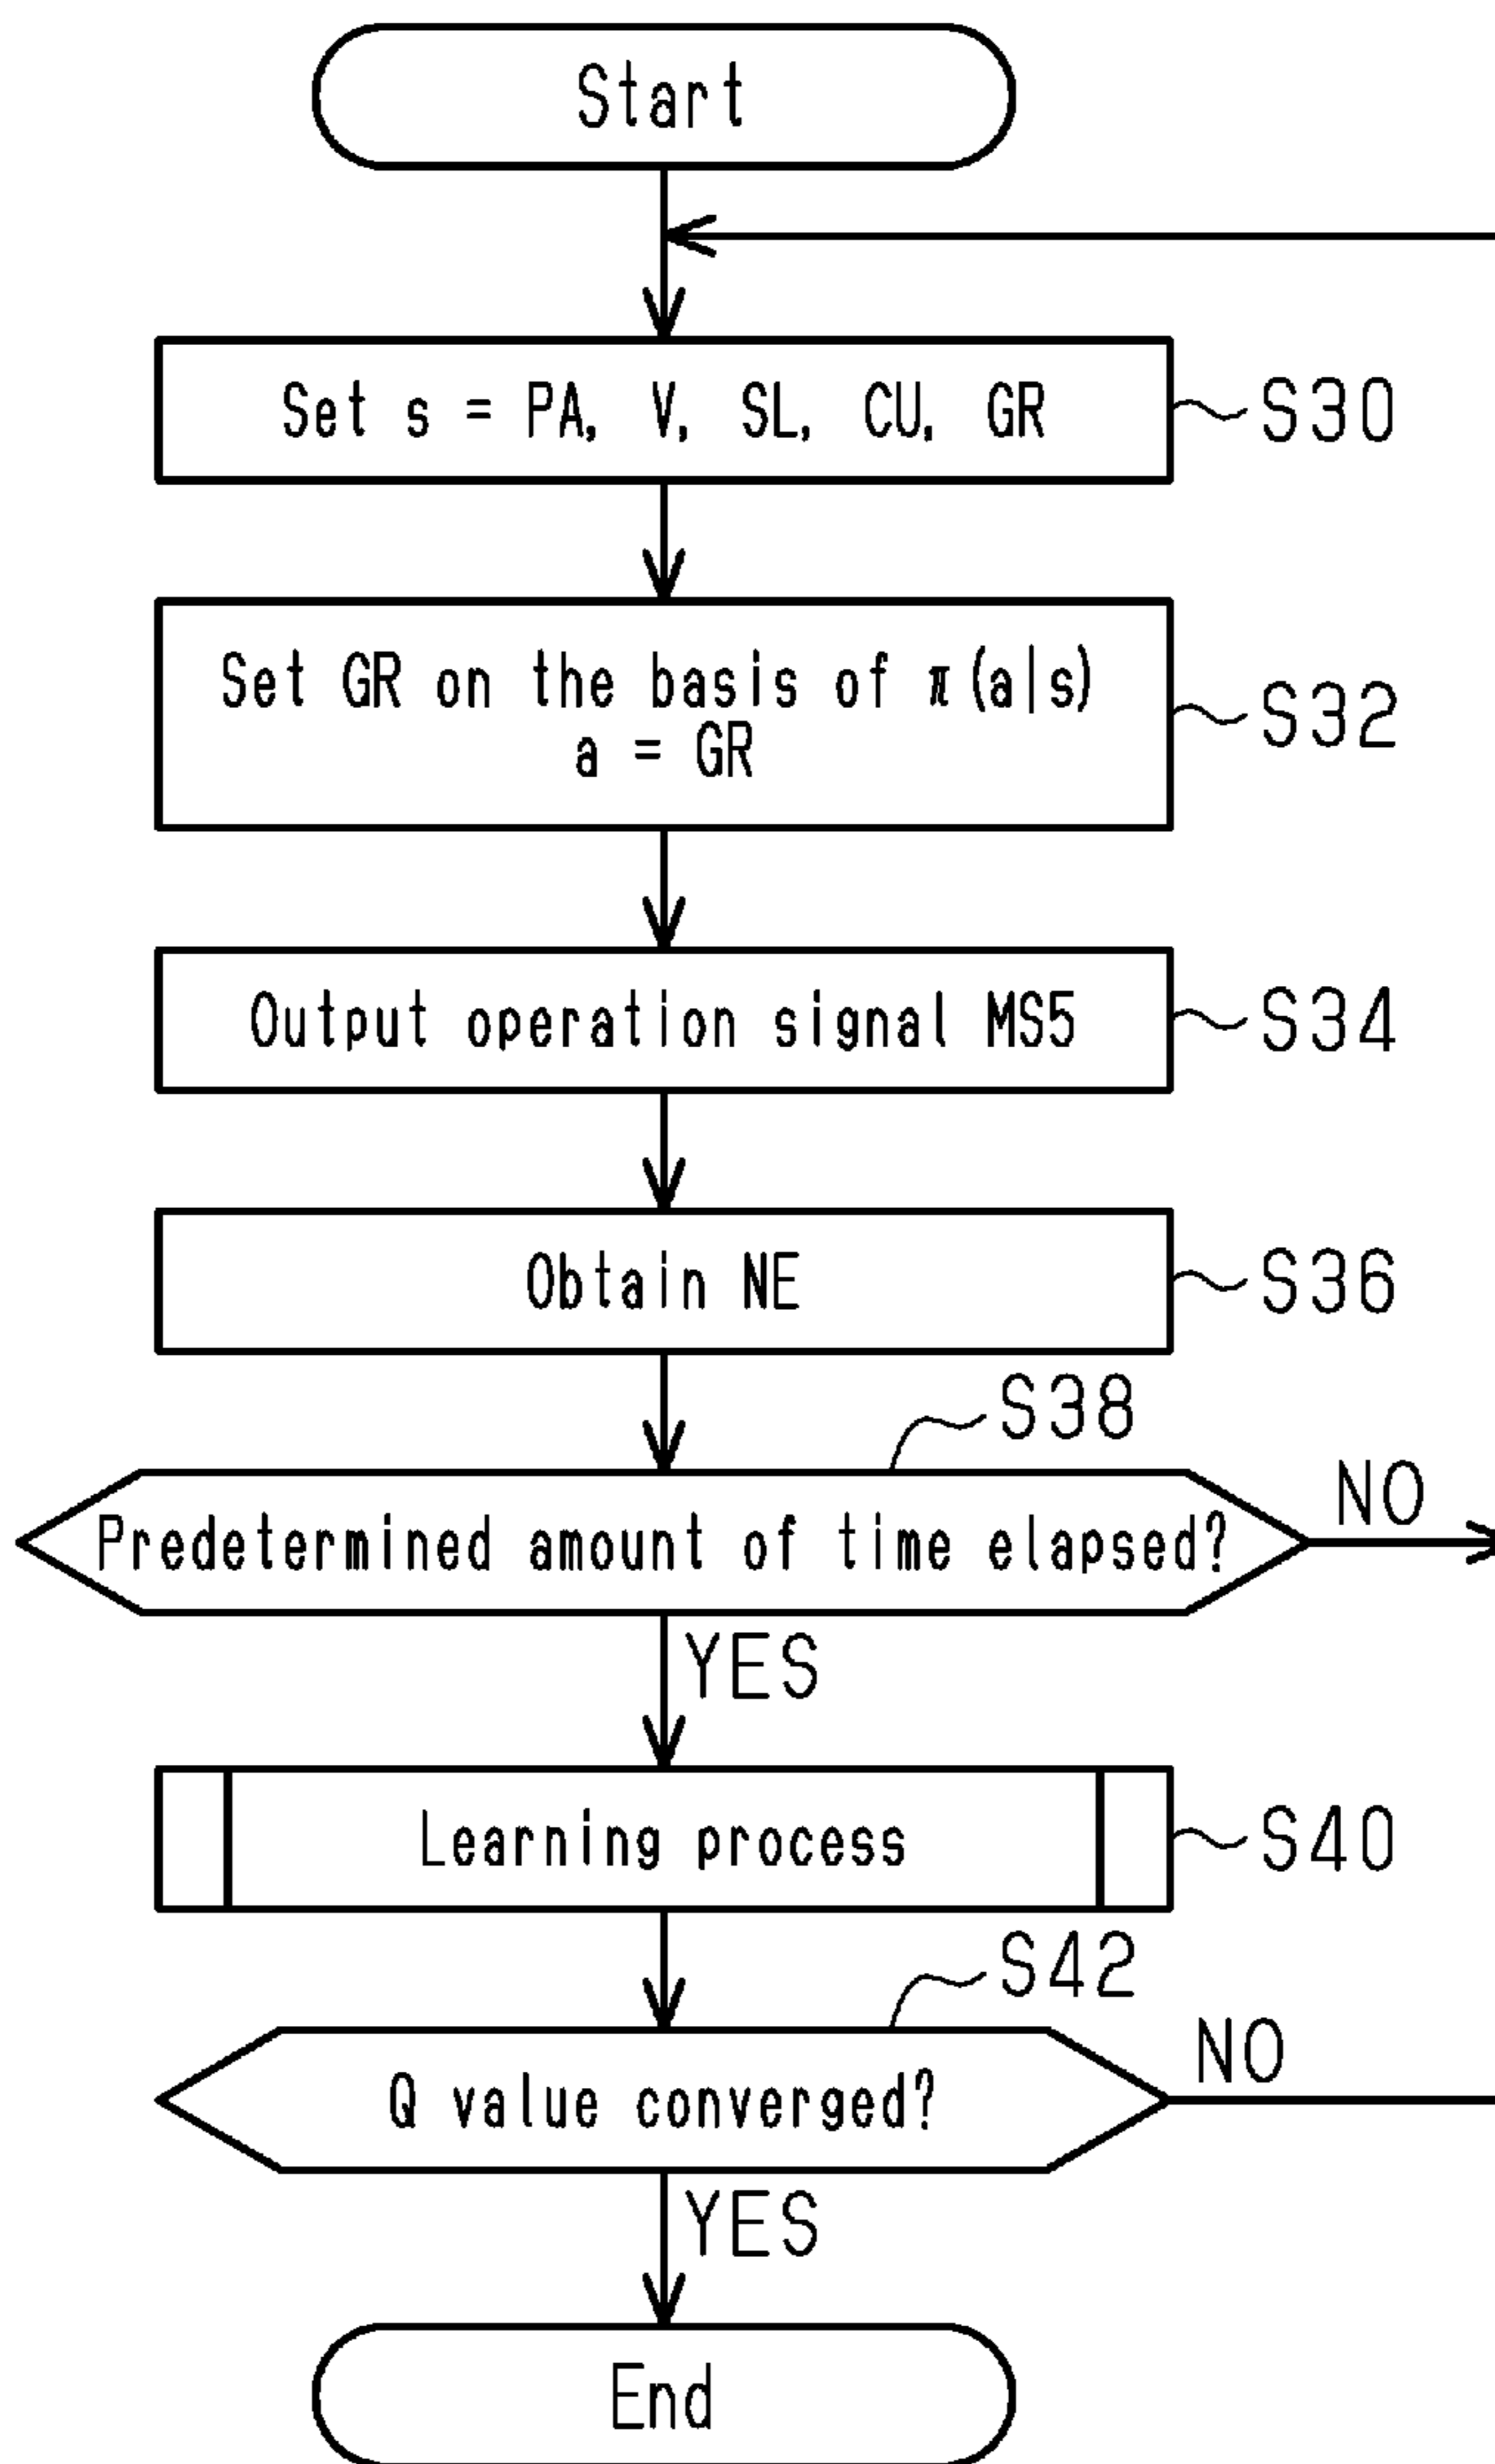 Start
Set s = PA, V, SL, CU, GR
S30
Set GR on the basis of π(a|s)
a = GR
S32
Output operation signal MS5
S34
Obtain NE
S36
S38
Predetermined amount of time elapsed?
NO
YES
Learning process
S40
S42
Q value converged?
NO
YES
End